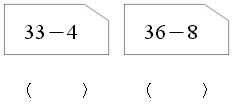 33－4 36－8
（　　） （　　）